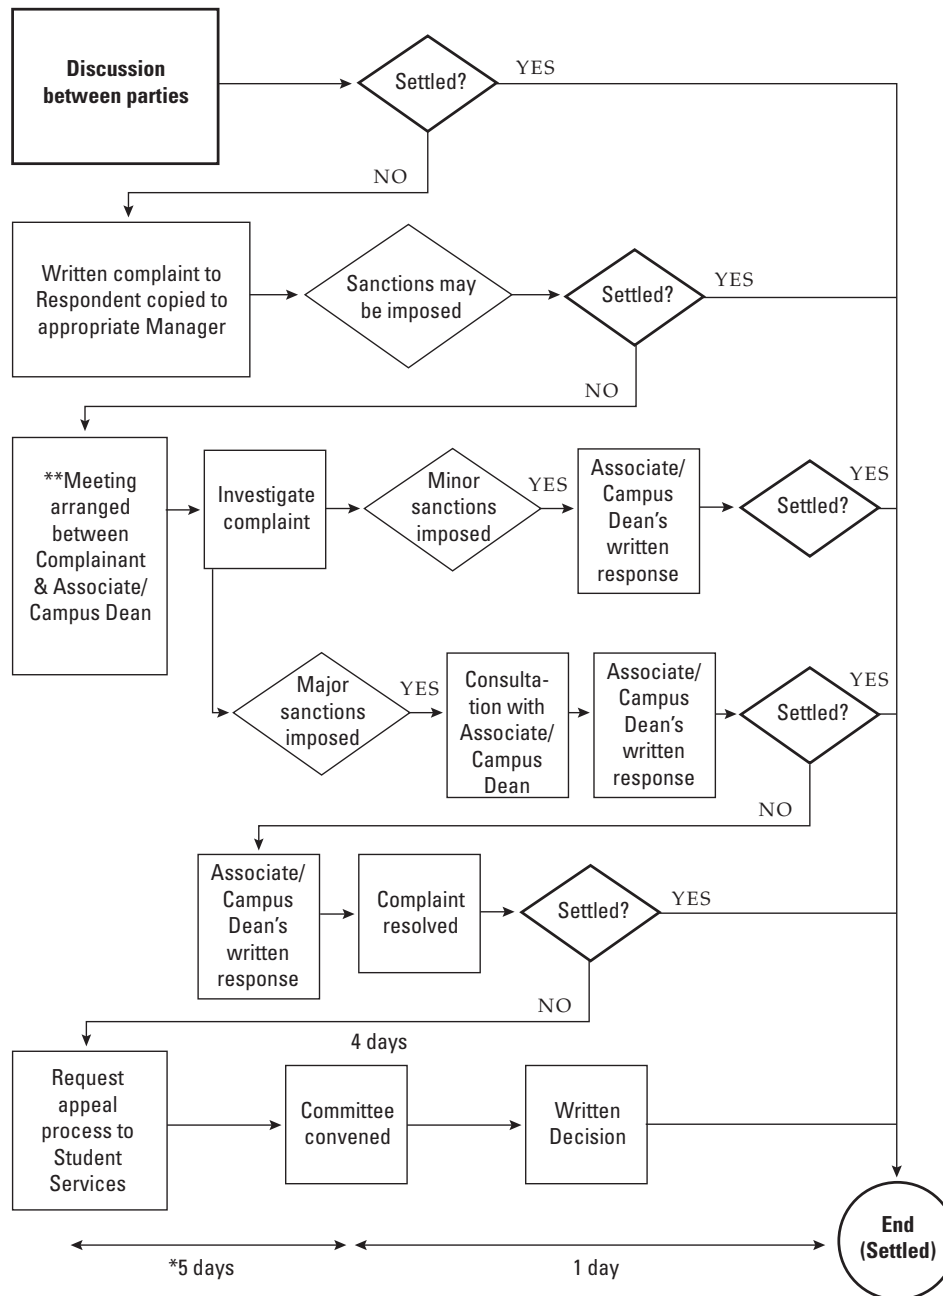 Discussion
between parties
Settled?
YES
NO
Written complaint to
Respondent copied to
appropriate Manager
Sanctions may
be imposed
Settled?
YES
NO
**Meeting
arranged
between
Complainant
& Associate/
Campus Dean
Investigate
complaint
Minor
sanctions
imposed
YES
Associate/
Campus
Dean's
written
response
Settled?
YES
Major
sanctions
imposed
YES
Consulta-
tion with
Associate/
Campus
Dean
Associate/
Campus
Dean's
written
response
Settled?
YES
NO
Associate/
Campus
Dean's
written
response
Complaint
resolved
Settled?
YES
NO
4 days
Request
appeal
process to
Student
Services
Committee
convened
Written
Decision
End
(Settled)
*5 days
1 day